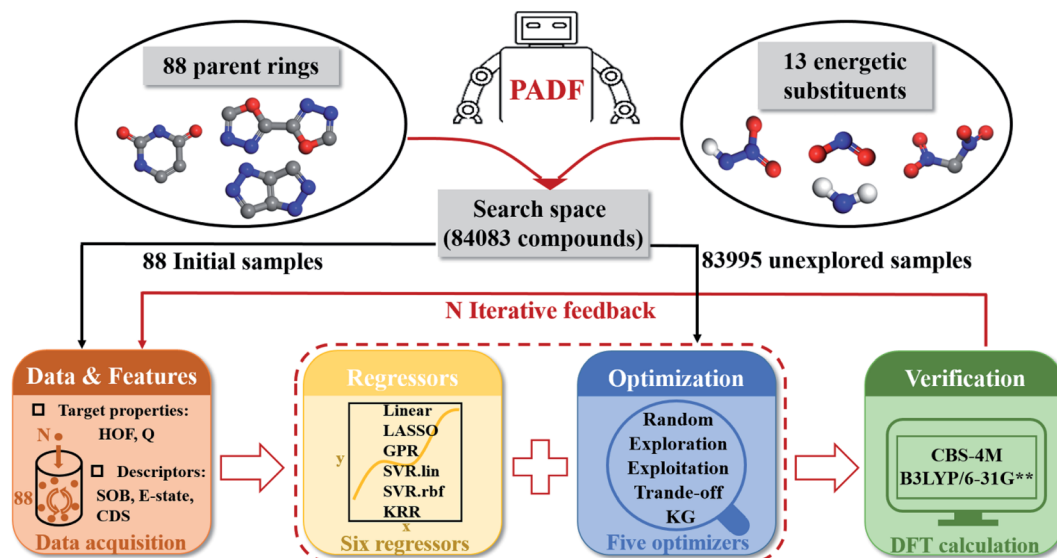 88 parent rings
PADF
13 energetic
substituents
Search space
(84083 compounds)
88 Initial samples
83995 unexplored samples
N Iterative feedback
Data & Features
Target properties:
HOF, Q
N
Descriptors:
SOB, E-state,
CDS
88
Data acquisition
Regressors
Linear
LASSO
GPR
SVR.lin
SVR.rbf
KRR
y
x
Six regressors
Optimization
Random
Exploration
Exploitation
Trande-off
KG
Five optimizers
Verification
CBS-4M
B3LYP/6-31G**
DFT calculation